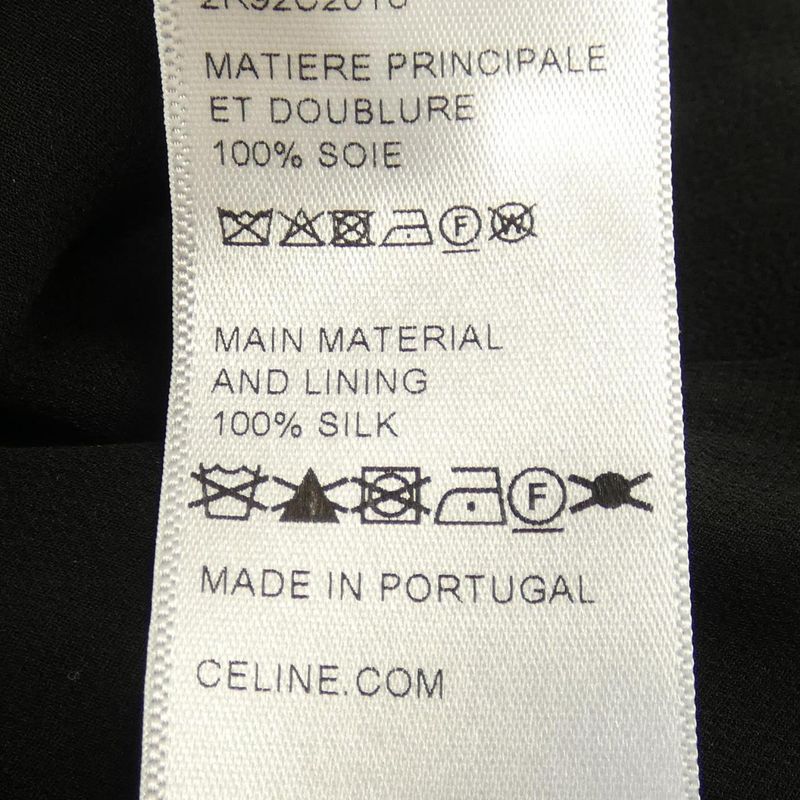 MATIERE PRINCIPALE
ET DOUBLURE
100% SOIE
F W
MAIN MATERIAL
AND LINING
100% SILK
F
MADE IN PORTUGAL
CELINE.COM